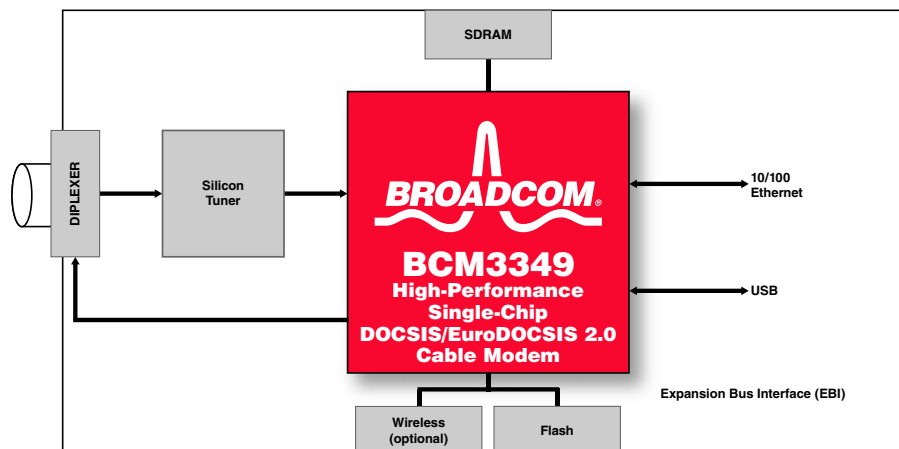 SDRAM
DIPLEXER
Silicon
Tuner
BROADCOM®
BCM3349
High-Performance
Single-Chip
DOCSIS/EuroDOCSIS 2.0
Cable Modem
10/100
Ethernet
USB
Expansion Bus Interface (EBI)
Wireless
(optional)
Flash